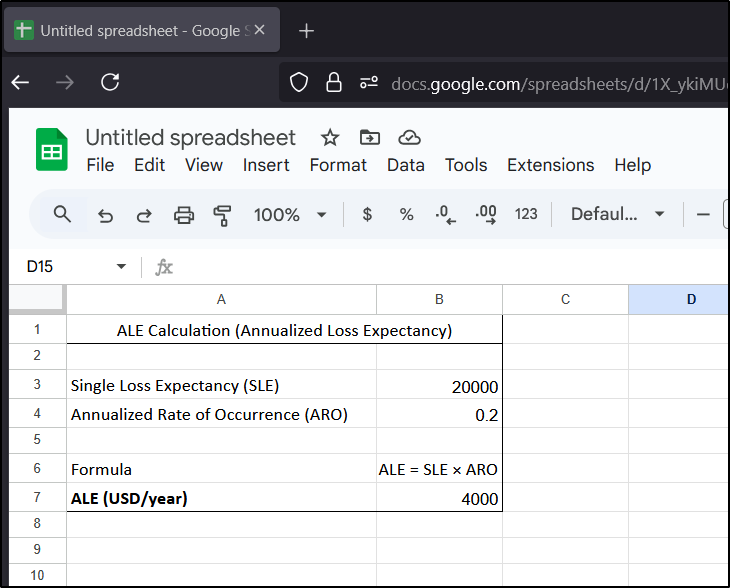 Untitled spreadsheet - Google S
docs.google.com/spreadsheets/d/1X_ykiMU
Untitled spreadsheet
File Edit View Insert Format Data Tools Extensions Help
100% $ % .0 .00 123 Defaul...
D15 fx
A B C D
1 ALE Calculation (Annualized Loss Expectancy)
2
3 Single Loss Expectancy (SLE) 20000
4 Annualized Rate of Occurrence (ARO) 0.2
5
6 Formula ALE = SLE × ARO
7 ALE (USD/year) 4000
8
9
10